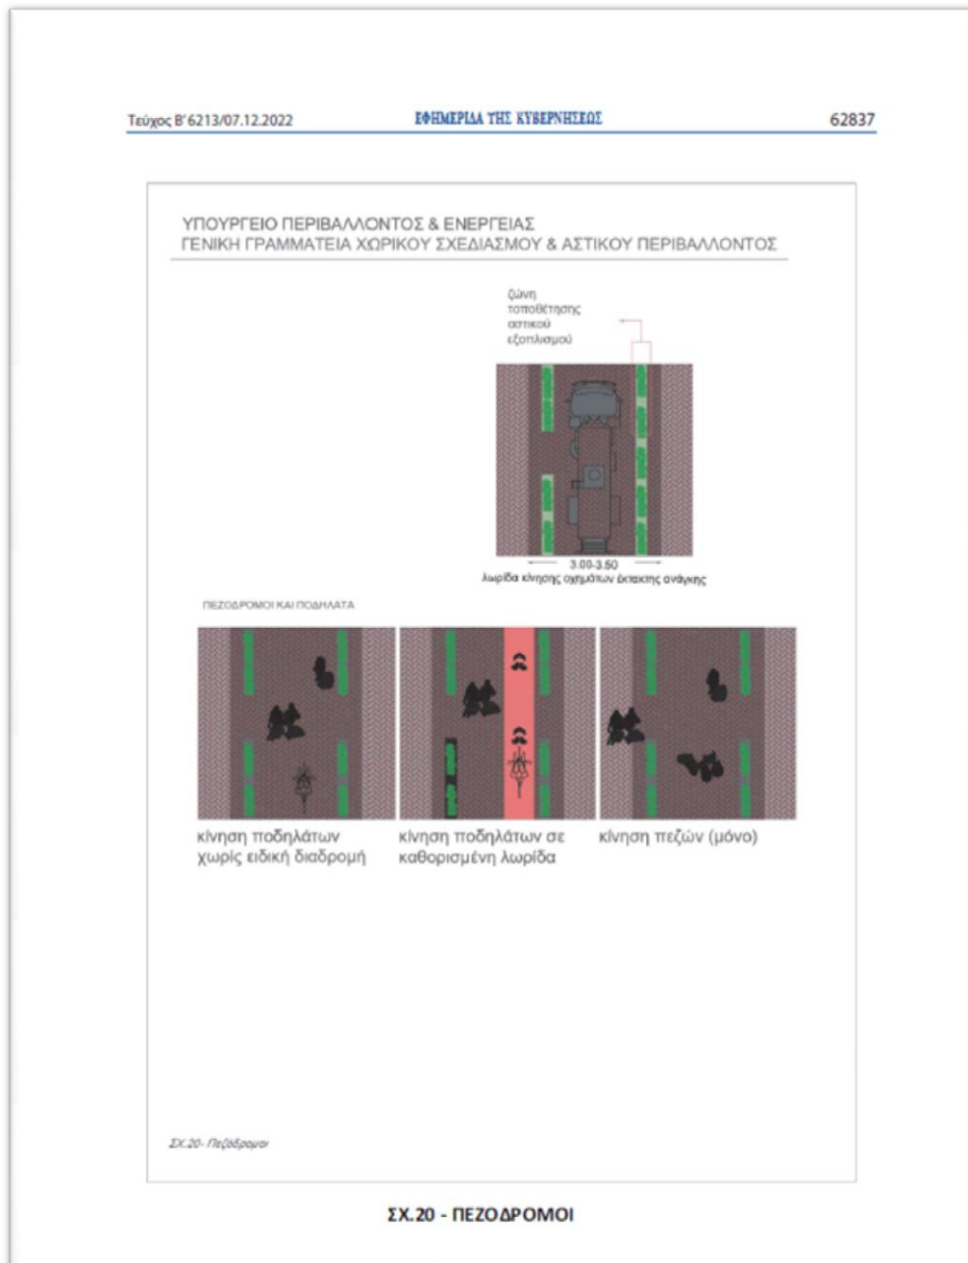 Τεύχος Β' 6213/07.12.2022 ΕΦΗΜΕΡΙΔΑ ΤΗΣ ΚΥΒΕΡΝΗΣΕΩΣ 62837
ΥΠΟΥΡΓΕΙΟ ΠΕΡΙΒΑΛΛΟΝΤΟΣ & ΕΝΕΡΓΕΙΑΣ
ΓΕΝΙΚΗ ΓΡΑΜΜΑΤΕΙΑ ΧΩΡΙΚΟΥ ΣΧΕΔΙΑΣΜΟΥ & ΑΣΤΙΚΟΥ ΠΕΡΙΒΑΛΛΟΝΤΟΣ
ζώνη
τοποθέτησης
αστικού
εξοπλισμού
3.00-3.50
λωρίδα κίνησης οχημάτων έκτακτης ανάγκης
ΠΕΖΟΔΡΟΜΟΙ ΚΑΙ ΠΟΔΗΛΑΤΑ
κίνηση ποδηλάτων
χωρίς ειδική διαδρομή
κίνηση ποδηλάτων σε
καθορισμένη λωρίδα
κίνηση πεζών (μόνο)
ΣΧ.20- Πεζόδρομοι
ΣΧ.20 - ΠΕΖΟΔΡΟΜΟΙ